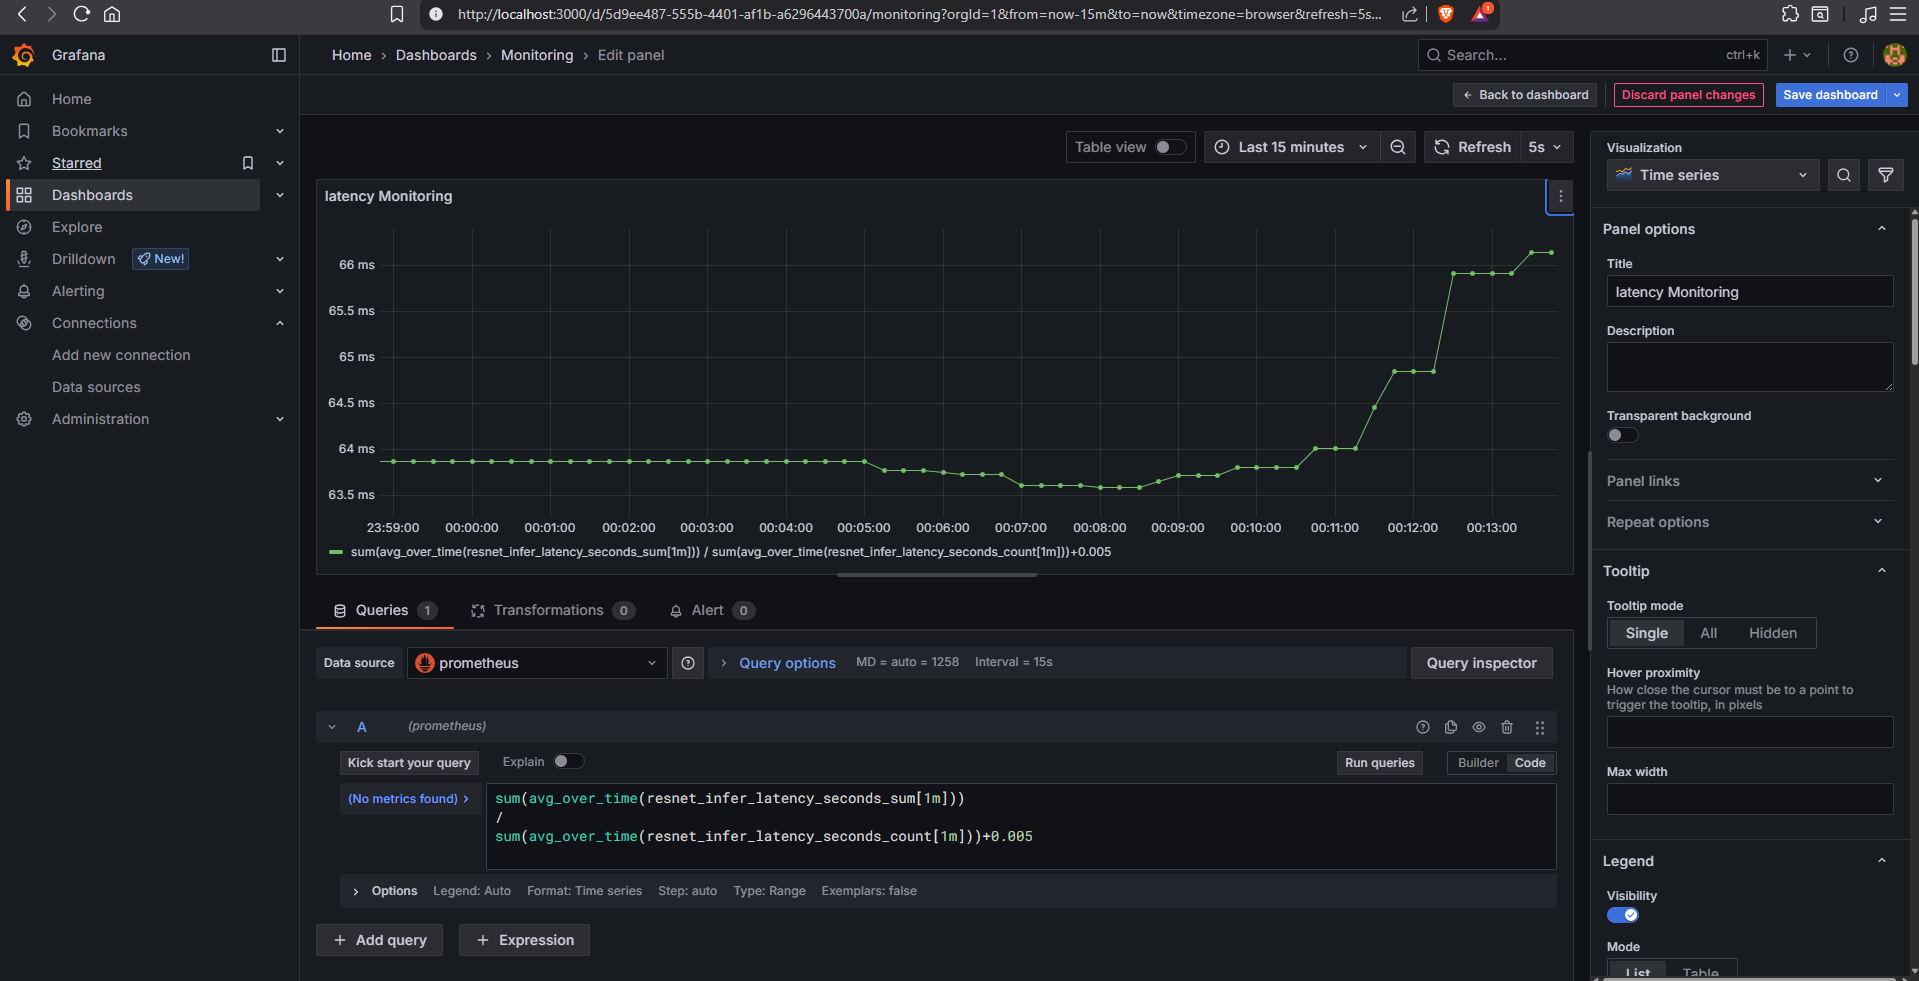 http://localhost:3000/d/5d9ee487-555b-4401-af1b-a6296443700a/monitoring?orgId=1&from=now-15m&to=now&timezone=browser&refresh=5s...
1
Grafana
Home › Dashboards › Monitoring › Edit panel
Search... ctrl+k
Back to dashboard
Discard panel changes
Save dashboard
Home
Bookmarks
Starred
Dashboards
Explore
Drilldown New!
Alerting
Connections
Add new connection
Data sources
Administration
Table view
Last 15 minutes
Refresh 5s
latency Monitoring
66 ms
65.5 ms
65 ms
64.5 ms
64 ms
63.5 ms
23:59:00 00:00:00 00:01:00 00:02:00 00:03:00 00:04:00 00:05:00 00:06:00 00:07:00 00:08:00 00:09:00 00:10:00 00:11:00 00:12:00 00:13:00
sum(avg_over_time(resnet_infer_latency_seconds_sum[1m])) / sum(avg_over_time(resnet_infer_latency_seconds_count[1m]))+0.005
Queries 1 Transformations 0 Alert 0
Data source prometheus Query options MD = auto = 1258 Interval = 15s Query inspector
A (prometheus)
Kick start your query Explain Run queries Builder Code
(No metrics found) ›
sum(avg_over_time(resnet_infer_latency_seconds_sum[1m]))
/
sum(avg_over_time(resnet_infer_latency_seconds_count[1m]))+0.005
Options Legend: Auto Format: Time series Step: auto Type: Range Exemplars: false
+ Add query + Expression
Visualization
Time series
Panel options
Title
latency Monitoring
Description
Transparent background
Panel links
Repeat options
Tooltip
Tooltip mode
Single All Hidden
Hover proximity
How close the cursor must be to a point to
trigger the tooltip, in pixels
Max width
Legend
Visibility
Mode
List Table